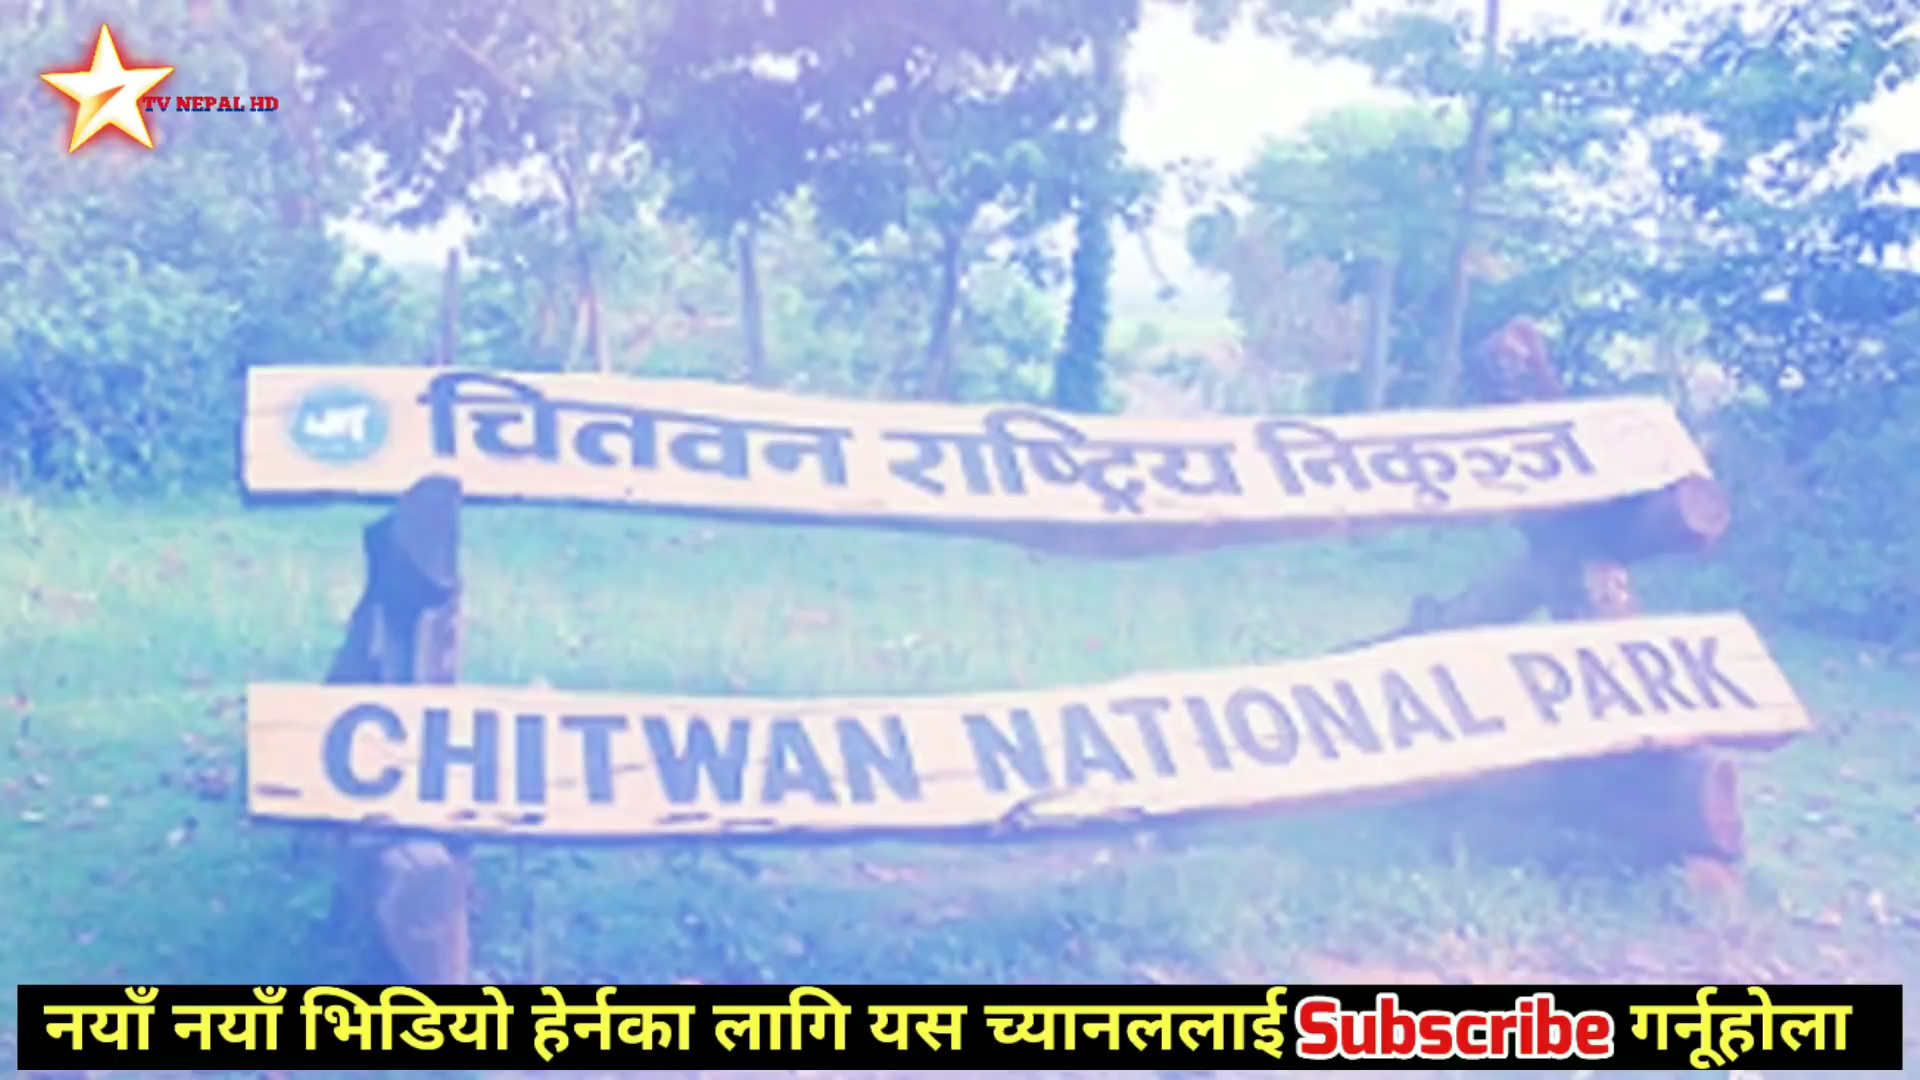 TV NEPAL HD
चितवन राष्ट्रिय निकुञ्ज
CHITWAN NATIONAL PARK
नयाँ नयाँ भिडियो हेर्नका लागि यस च्यानललाई Subscribe गर्नूहोला